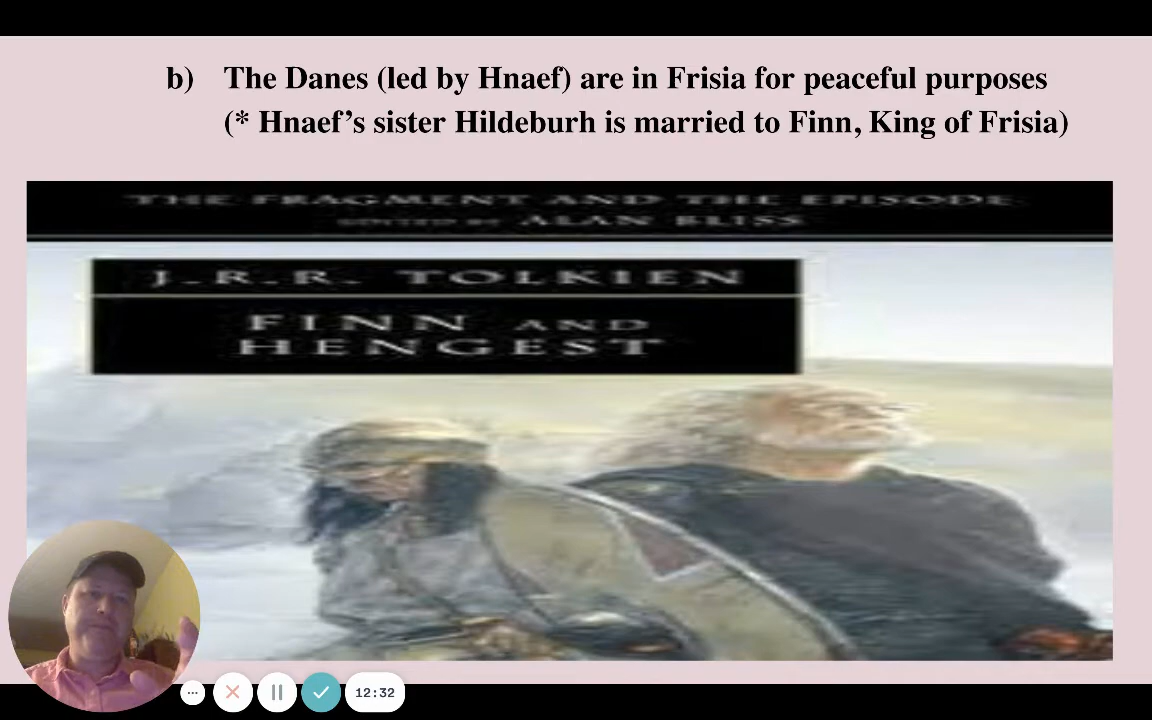 b) The Danes (led by Hnaef) are in Frisia for peaceful purposes
(* Hnaef’s sister Hildeburh is married to Finn, King of Frisia)
THE FRAGMENT AND THE EPISODE
EDITED BY ALAN BLISS
J.R.R. TOLKIEN
FINN AND
HENGEST
12:32